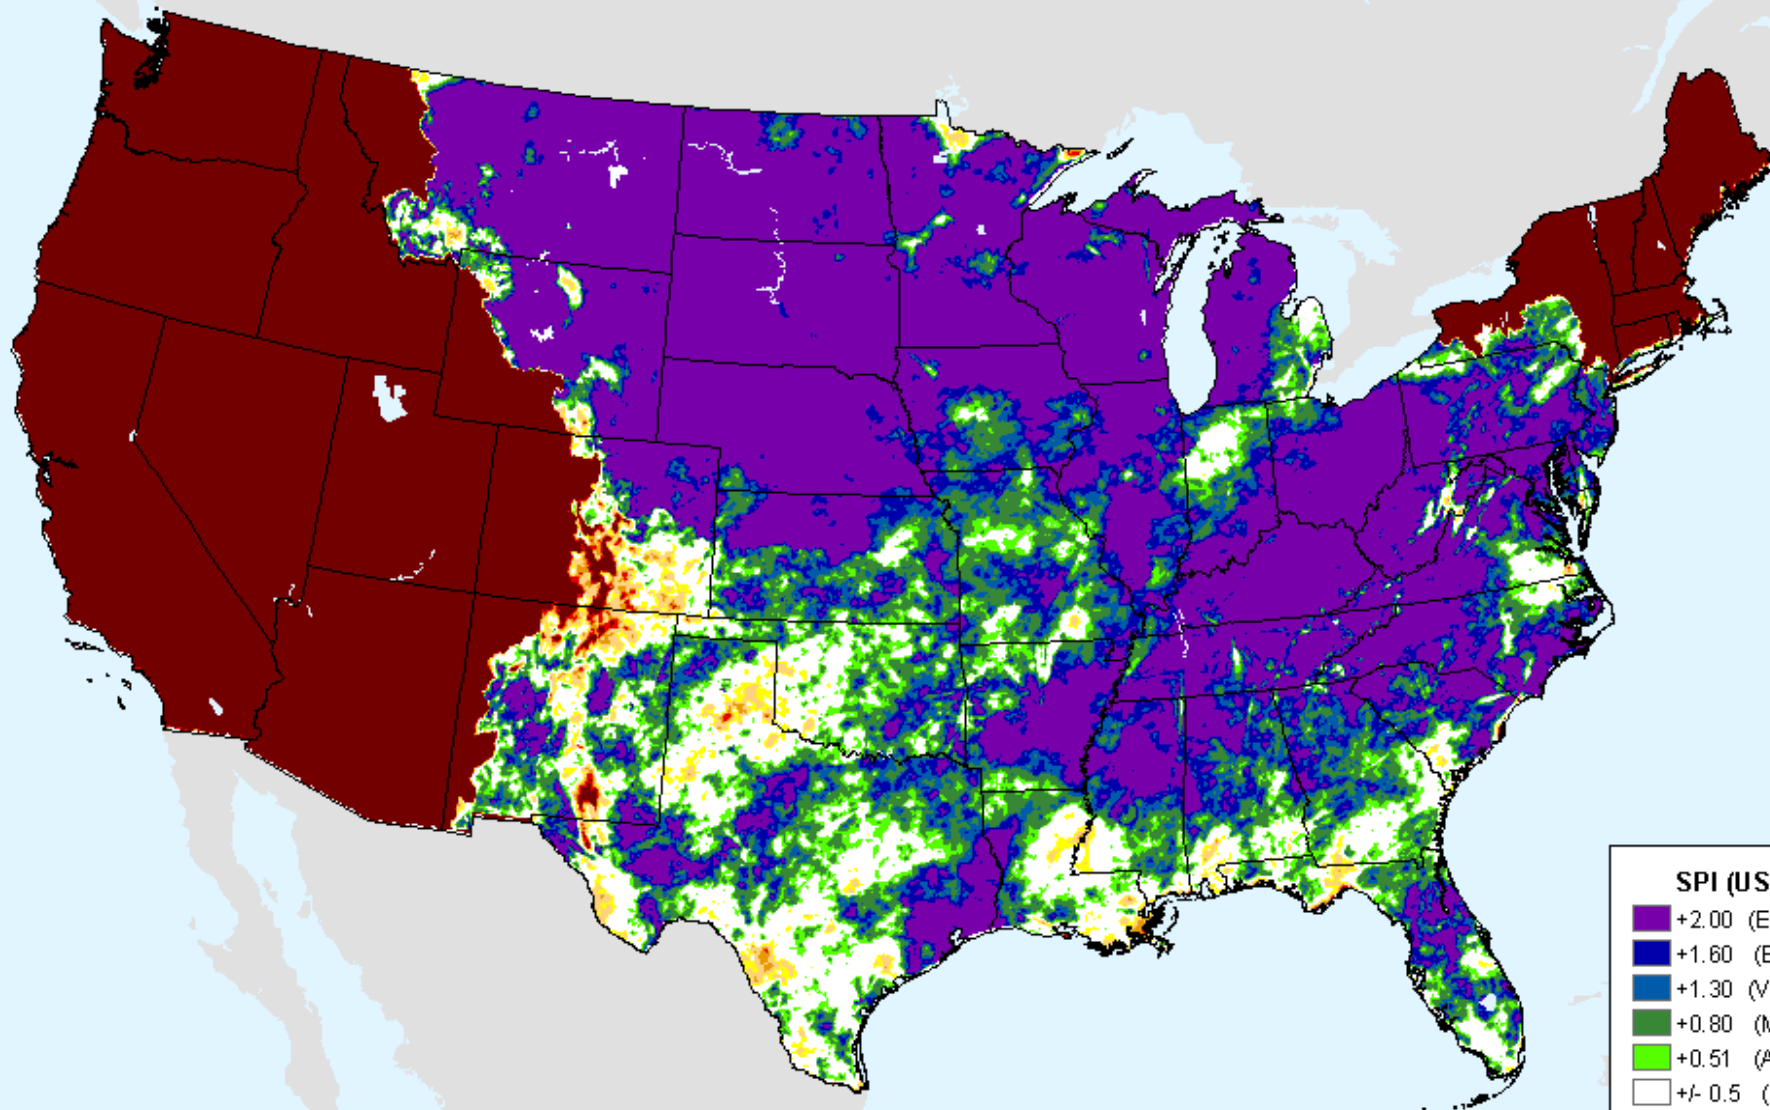 SPI (US
+2.00 (E
+1.60 (E
+1.30 (V
+0.80 (M
+0.51 (A
+/- 0.5 (